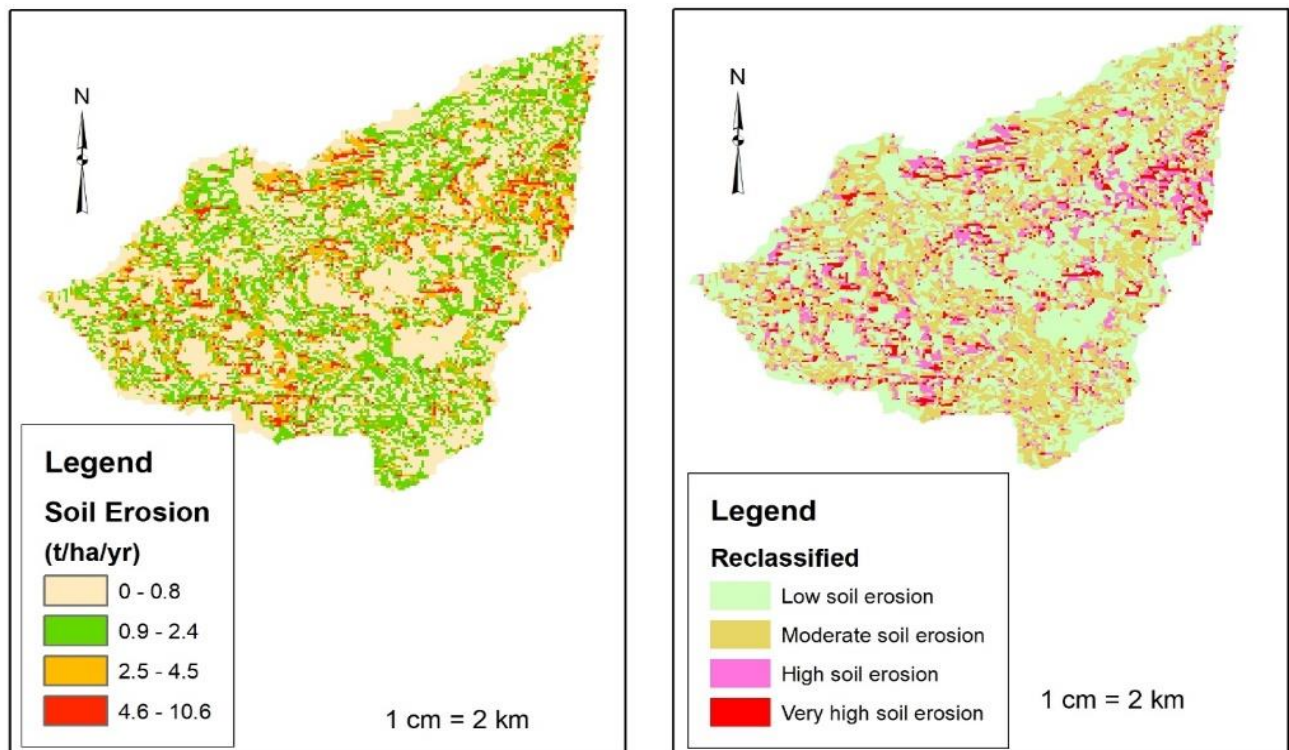 N
Legend
Soil Erosion
(t/ha/yr)
0 - 0.8
0.9 - 2.4
2.5 - 4.5
4.6 - 10.6
1 cm = 2 km
N
Legend
Reclassified
Low soil erosion
Moderate soil erosion
High soil erosion
Very high soil erosion
1 cm = 2 km